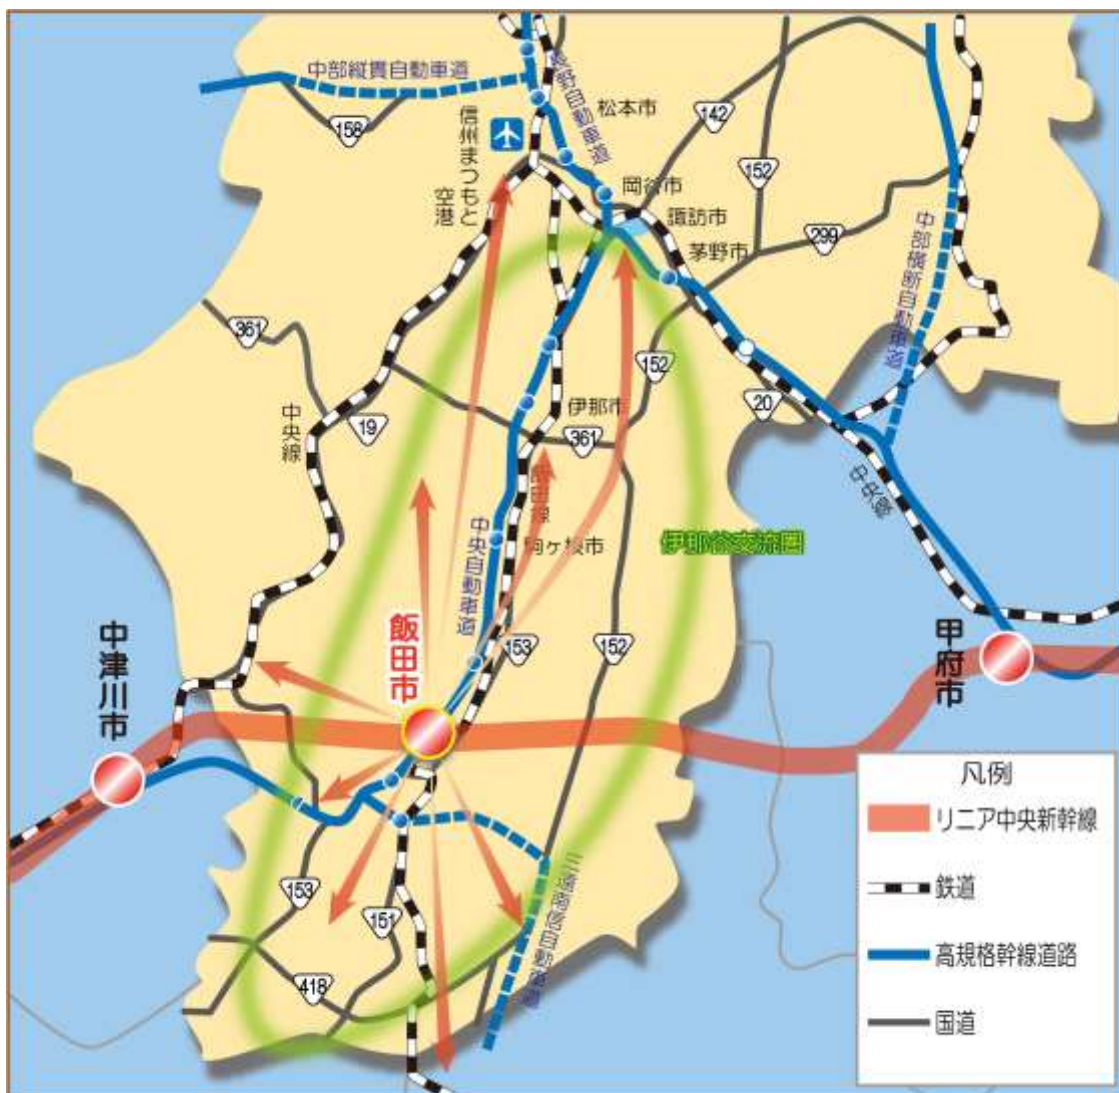 中部縦貫自動車道
長野自動車道
松本市
142
158
信州まつもと
空港
152
岡谷市
諏訪市
茅野市
299
中部横断自動車道
361
152
19
20
中央線
伊那市
361
飯田線
中央線
駒ヶ根市
伊那谷交流圏
中央自動車道
153
152
飯田市
中津川市
甲府市
凡例
リニア中央新幹線
鉄道
高規格幹線道路
国道
153
151
418
三遠南信自動車道